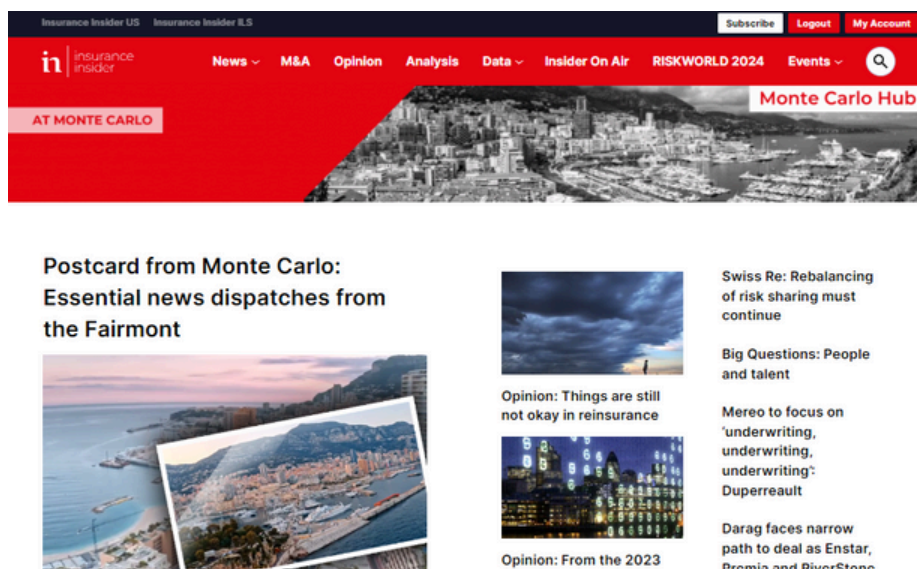 Insurance Insider US Insurance Insider ILS
Subscribe Logout My Account
in insurance insider
News M&A Opinion Analysis Data Insider On Air RISKWORLD 2024 Events
AT MONTE CARLO
Monte Carlo Hub
Postcard from Monte Carlo:
Essential news dispatches from
the Fairmont
Opinion: Things are still
not okay in reinsurance
Opinion: From the 2023
Swiss Re: Rebalancing
of risk sharing must
continue
Big Questions: People
and talent
Mereo to focus on
‘underwriting,
underwriting,
underwriting’:
Duperreault
Darag faces narrow
path to deal as Enstar,
Premia and RiverStone